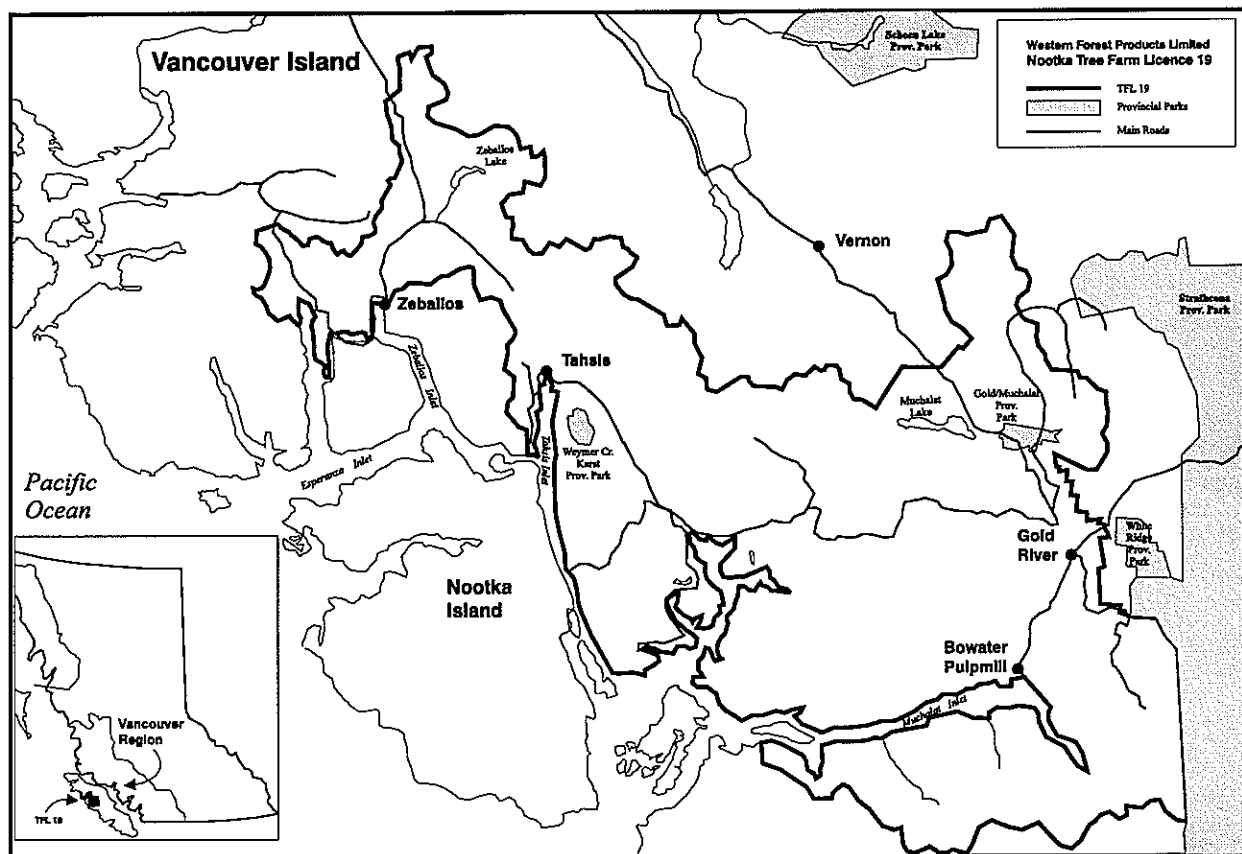 Vancouver Island
Schoen Lake
Prov. Park
Western Forest Products Limited
Nootka Tree Farm Licence 19
TFL 19
Provincial Parks
Main Roads
Zeballos
Lake
Vernon
Strathcona
Prov. Park
Zeballos
Zeballos Inlet
Tahsis
Muchalat
Lake
Gold/Muchalat
Prov.
Park
Tahsis Inlet
Weymer Cr.
Karst
Prov. Park
Esperanza Inlet
Pacific
Ocean
Gold
River
White
Ridge
Prov.
Park
Nootka
Island
Bowater
Pulpmill
Muchalat Inlet
Vancouver
Region
TFL 19